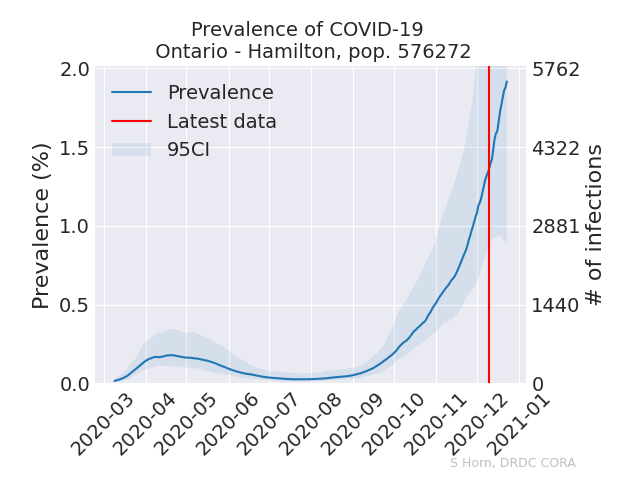 Prevalence of COVID-19
Ontario - Hamilton, pop. 576272
Prevalence
Latest data
95CI
Prevalence (%)
2.0
1.5
1.0
0.5
0.0
5762
4322
2881
1440
0
# of infections
2020-03
2020-04
2020-05
2020-06
2020-07
2020-08
2020-09
2020-10
2020-11
2020-12
2021-01
S Horn, DRDC CORA